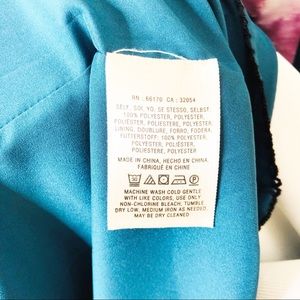 RN : 66170 CA : 32054
SELF, SOI, YO, SE STESSO, SELBST
100% POLYESTER, POLYESTER,
POLIÉSTER, POLIESTERE, POLYESTER
LINING, DOUBLURE, FORRO, FODERA,
FUTTERSTOFF: 100% POLYESTER,
POLYESTER, POLIÉSTER,
POLIESTERE, POLYESTER
MADE IN CHINA, HECHO EN CHINA,
FABRIQUÉ EN CHINE
MACHINE WASH COLD GENTLE
WITH LIKE COLORS, USE ONLY
NON-CHLORINE BLEACH, TUMBLE
DRY LOW, MEDIUM IRON AS NEEDED
MAY BE DRY CLEANED